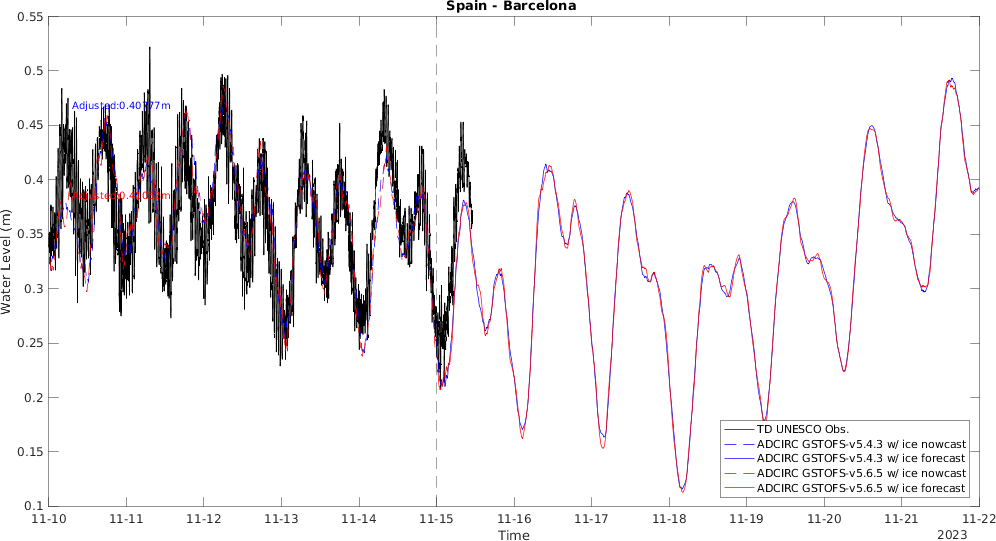 Spain - Barcelona
0.55
0.5
0.45
0.4
0.35
0.3
0.25
0.2
0.15
0.1
Water Level (m)
Adjusted:0.40777m
TD UNESCO Obs.
ADCIRC GSTOFS-v5.4.3 w/ ice nowcast
ADCIRC GSTOFS-v5.4.3 w/ ice forecast
ADCIRC GSTOFS-v5.6.5 w/ ice nowcast
ADCIRC GSTOFS-v5.6.5 w/ ice forecast
11-10 11-11 11-12 11-13 11-14 11-15 11-16 11-17 11-18 11-19 11-20 11-21 11-22
Time
2023